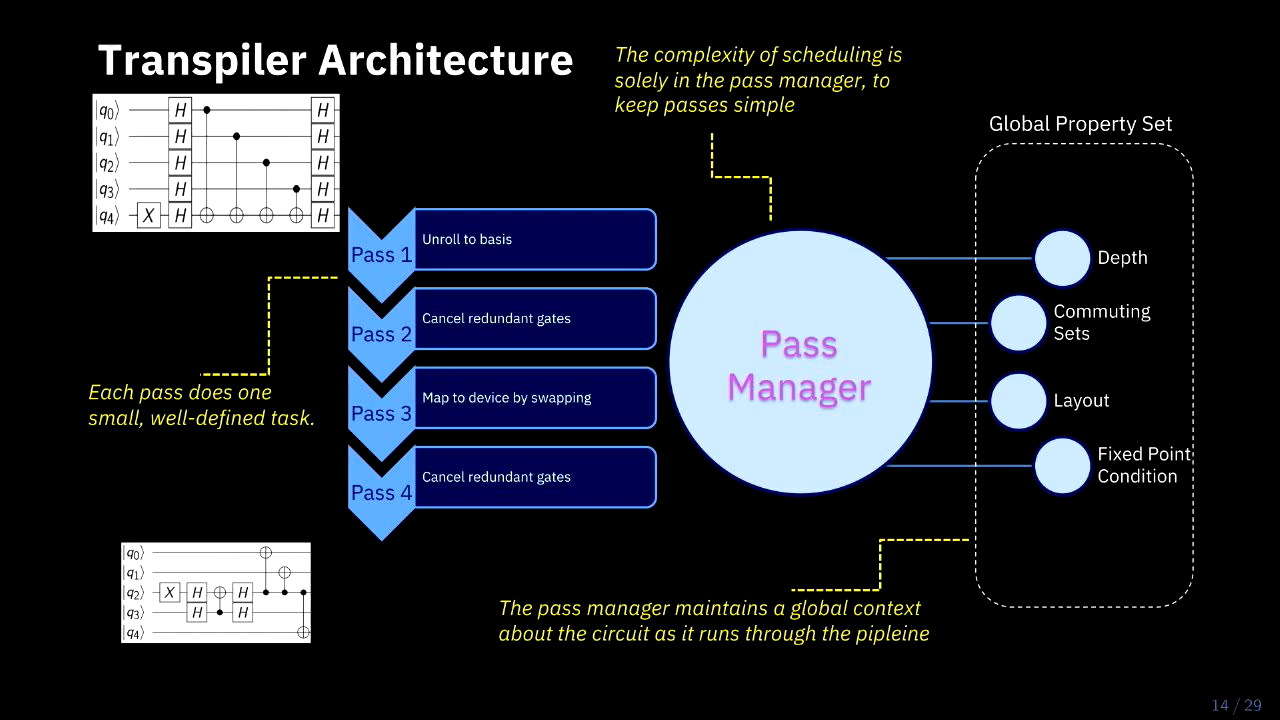 Transpiler Architecture
The complexity of scheduling is
solely in the pass manager, to
keep passes simple
Global Property Set
|q₀⟩ H H
|q₁⟩ H H
|q₂⟩ H H
|q₃⟩ H H
|q₄⟩ X H H
Pass 1 Unroll to basis
Pass 2 Cancel redundant gates
Pass 3 Map to device by swapping
Pass 4 Cancel redundant gates
Each pass does one
small, well-defined task.
Pass
Manager
Depth
Commuting
Sets
Layout
Fixed Point
Condition
|q₀⟩
|q₁⟩
|q₂⟩ X H H
|q₃⟩ H H
|q₄⟩
The pass manager maintains a global context
about the circuit as it runs through the pipleine
14 / 29